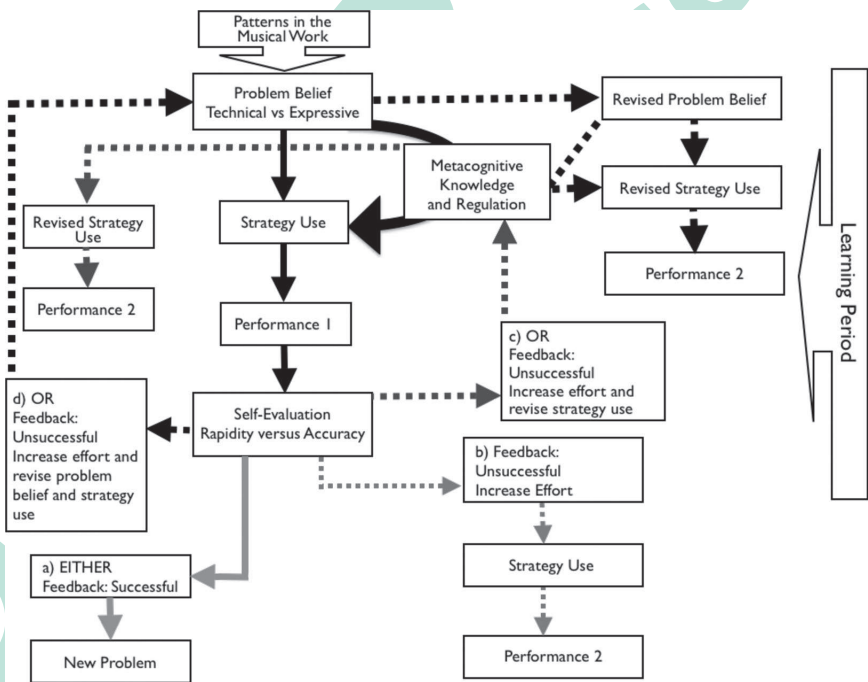 Patterns in the
Musical Work
Problem Belief
Technical vs Expressive
Revised Problem Belief
Metacognitive
Knowledge
and Regulation
Revised Strategy Use
Revised Strategy
Use
Strategy Use
Performance 2
Performance 2
Performance 1
c) OR
Feedback:
Unsuccessful
Increase effort and
revise strategy use
Learning Period
d) OR
Feedback:
Unsuccessful
Increase effort and
revise problem
belief and strategy
use
Self-Evaluation
Rapidity versus Accuracy
b) Feedback:
Unsuccessful
Increase Effort
a) EITHER
Feedback: Successful
Strategy Use
New Problem
Performance 2